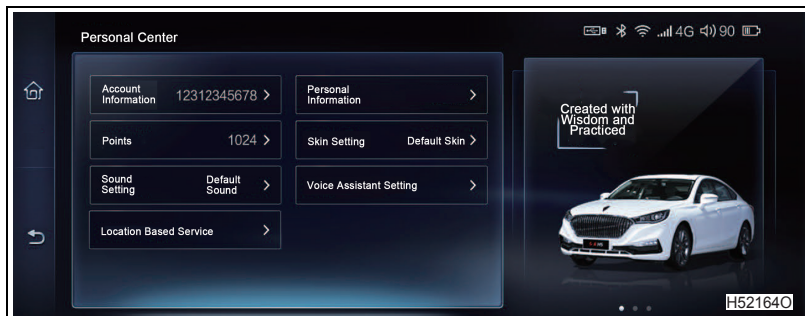 Personal Center
4G 90
Account
Information
12312345678
Personal
Information
Points
1024
Skin Setting
Default Skin
Sound
Setting
Default
Sound
Voice Assistant Setting
Location Based Service
Created with
Wisdom and
Practiced
H52164O